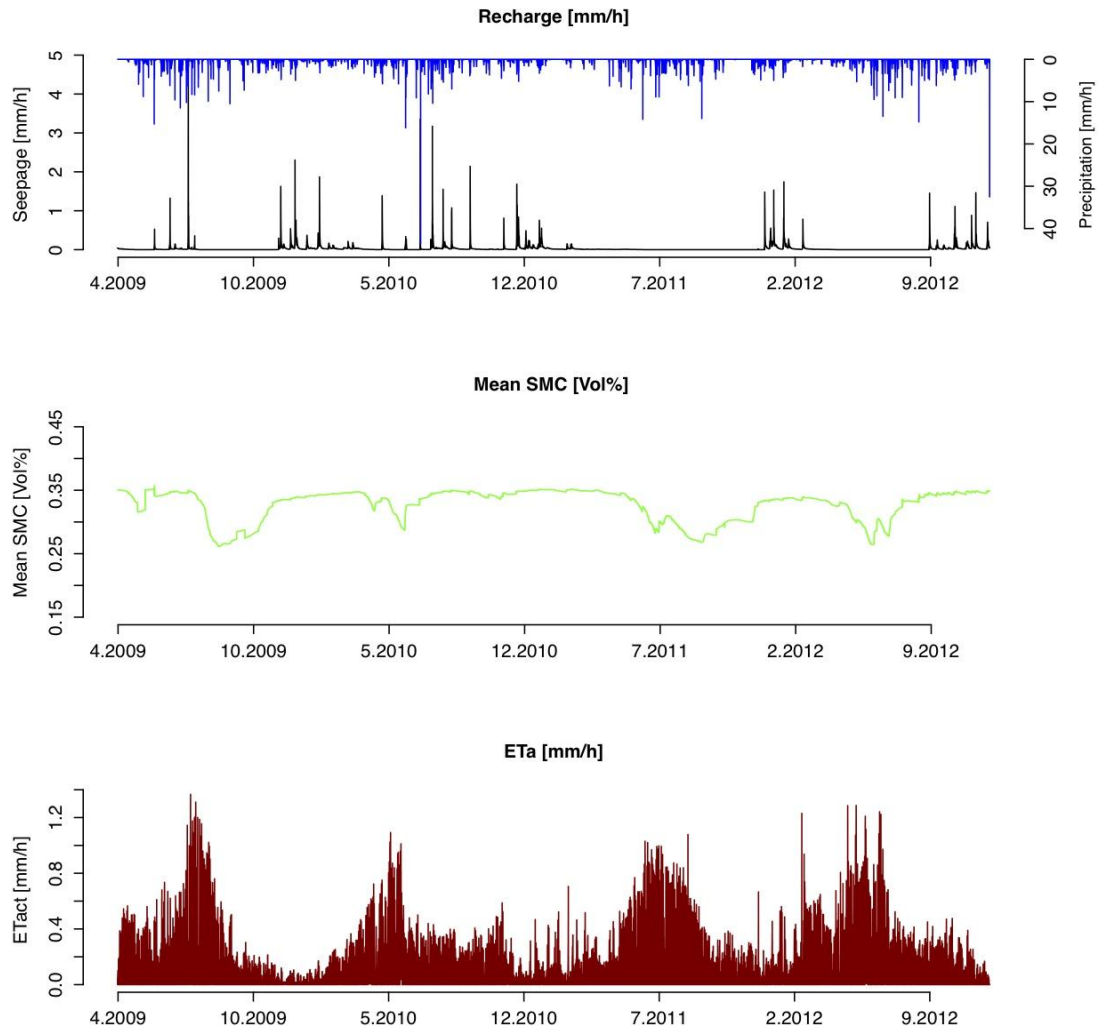 Recharge [mm/h]
Seepage [mm/h]
5
4
3
2
1
0
0
10
20
30
40
Precipitation [mm/h]
4.2009 10.2009 5.2010 12.2010 7.2011 2.2012 9.2012
Mean SMC [Vol%]
Mean SMC [Vol%]
0.45
0.35
0.25
0.15
4.2009 10.2009 5.2010 12.2010 7.2011 2.2012 9.2012
ETa [mm/h]
ETact [mm/h]
1.2
0.8
0.4
0.0
4.2009 10.2009 5.2010 12.2010 7.2011 2.2012 9.2012